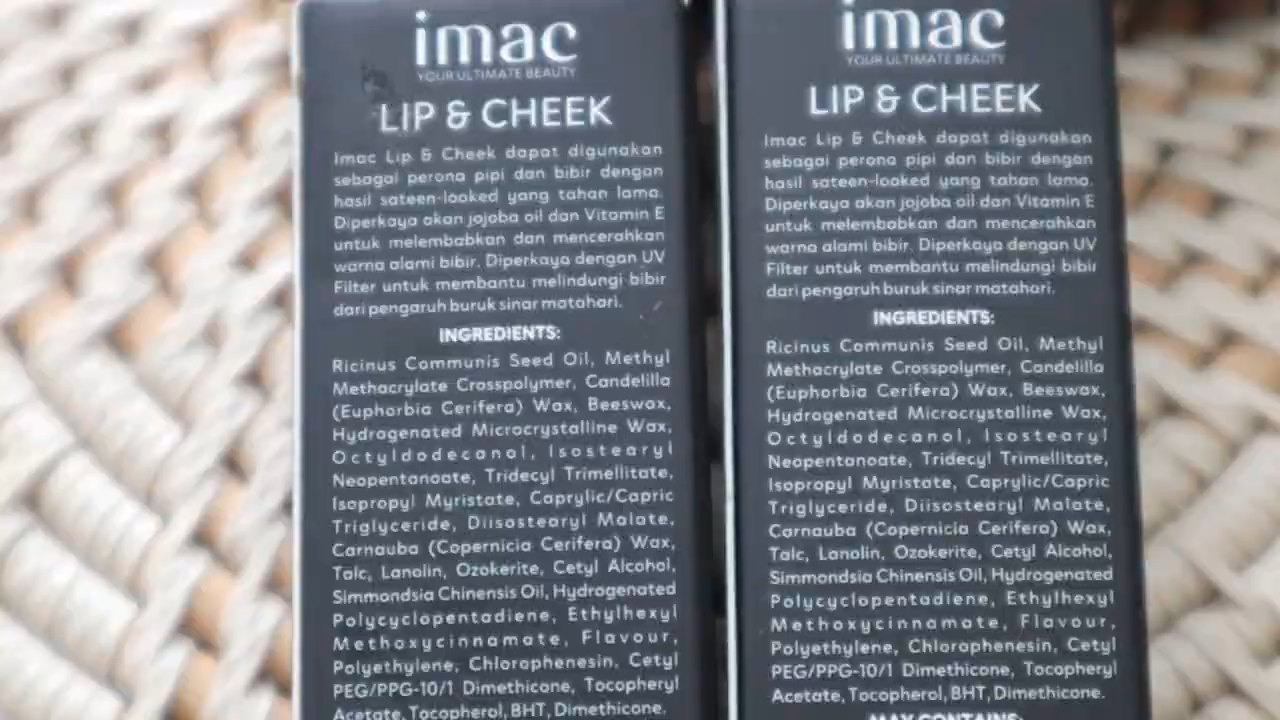 imac
YOUR ULTIMATE BEAUTY
LIP & CHEEK
Imac Lip & Cheek dapat digunakan
sebagai perona pipi dan bibir dengan
hasil sateen-looked yang tahan lama.
Diperkaya akan jojoba oil dan Vitamin E
untuk melembabkan dan mencerahkan
warna alami bibir. Diperkaya dengan UV
Filter untuk membantu melindungi bibir
dari pengaruh buruk sinar matahari.
INGREDIENTS:
Ricinus Communis Seed Oil, Methyl
Methacrylate Crosspolymer, Candelilla
(Euphorbia Cerifera) Wax, Beeswax,
Hydrogenated Microcrystalline Wax,
Octyldodecanol, Isostearyl
Neopentanoate, Tridecyl Trimellitate,
Isopropyl Myristate, Caprylic/Capric
Triglyceride, Diisostearyl Malate,
Carnauba (Copernicia Cerifera) Wax,
Talc, Lanolin, Ozokerite, Cetyl Alcohol,
Simmondsia Chinensis Oil, Hydrogenated
Polycyclopentadiene, Ethylhexyl
Methoxycinnamate, Flavour,
Polyethylene, Chlorophenesin, Cetyl
PEG/PPG-10/1 Dimethicone, Tocopheryl
Acetate, Tocopherol, BHT, Dimethicone.
imac
YOUR ULTIMATE BEAUTY
LIP & CHEEK
Imac Lip & Cheek dapat digunakan
sebagai perona pipi dan bibir dengan
hasil sateen-looked yang tahan lama.
Diperkaya akan jojoba oil dan Vitamin E
untuk melembabkan dan mencerahkan
warna alami bibir. Diperkaya dengan UV
Filter untuk membantu melindungi bibir
dari pengaruh buruk sinar matahari.
INGREDIENTS:
Ricinus Communis Seed Oil, Methyl
Methacrylate Crosspolymer, Candelilla
(Euphorbia Cerifera) Wax, Beeswax,
Hydrogenated Microcrystalline Wax,
Octyldodecanol, Isostearyl
Neopentanoate, Tridecyl Trimellitate,
Isopropyl Myristate, Caprylic/Capric
Triglyceride, Diisostearyl Malate,
Carnauba (Copernicia Cerifera) Wax,
Talc, Lanolin, Ozokerite, Cetyl Alcohol,
Simmondsia Chinensis Oil, Hydrogenated
Polycyclopentadiene, Ethylhexyl
Methoxycinnamate, Flavour,
Polyethylene, Chlorophenesin, Cetyl
PEG/PPG-10/1 Dimethicone, Tocopheryl
Acetate, Tocopherol, BHT, Dimethicone.
MAY CONTAINS: